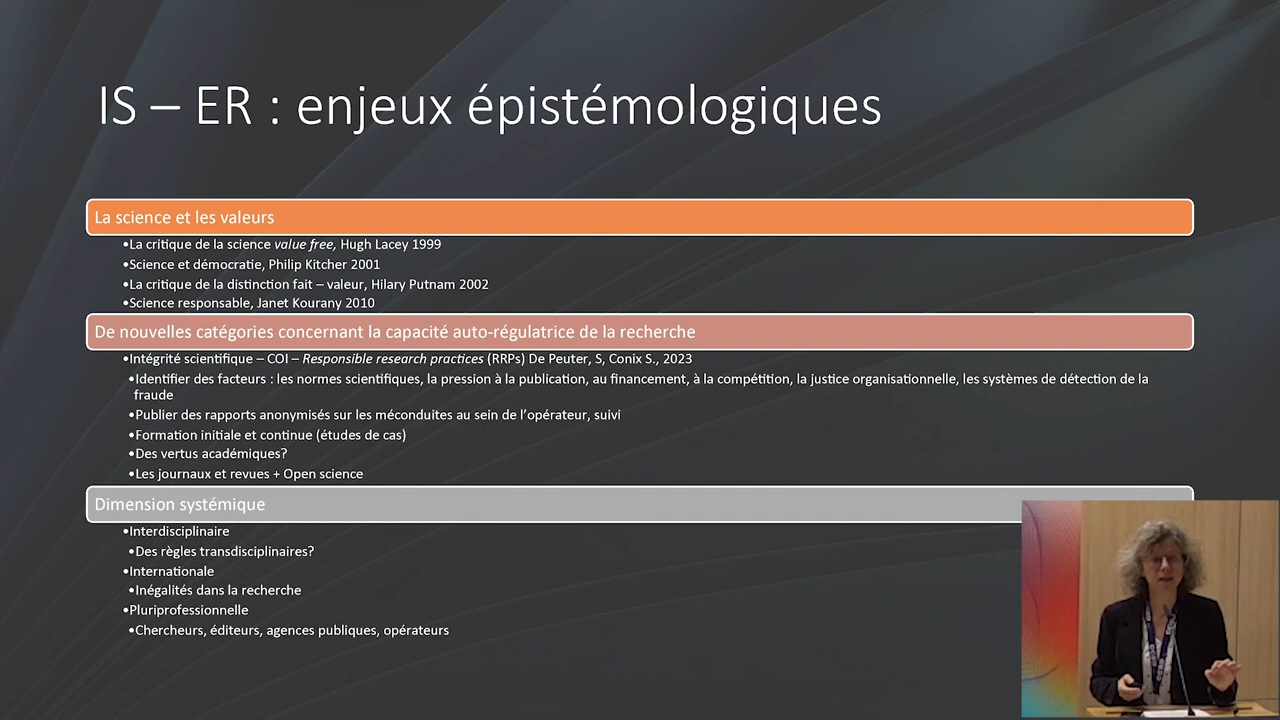 IS – ER : enjeux épistémologiques
La science et les valeurs
•La critique de la science value free, Hugh Lacey 1999
•Science et démocratie, Philip Kitcher 2001
•La critique de la distinction fait – valeur, Hilary Putnam 2002
•Science responsable, Janet Kourany 2010
De nouvelles catégories concernant la capacité auto-régulatrice de la recherche
•Intégrité scientifique – COI – Responsible research practices (RRPs) De Peuter, S, Conix S., 2023
•Identifier des facteurs : les normes scientifiques, la pression à la publication, au financement, à la compétition, la justice organisationnelle, les systèmes de détection de la
fraude
•Publier des rapports anonymisés sur les méconduites au sein de l'opérateur, suivi
•Formation initiale et continue (études de cas)
•Des vertus académiques?
•Les journaux et revues + Open science
Dimension systémique
•Interdisciplinaire
•Des règles transdisciplinaires?
•Internationale
•Inégalités dans la recherche
•Pluriprofessionnelle
•Chercheurs, éditeurs, agences publiques, opérateurs